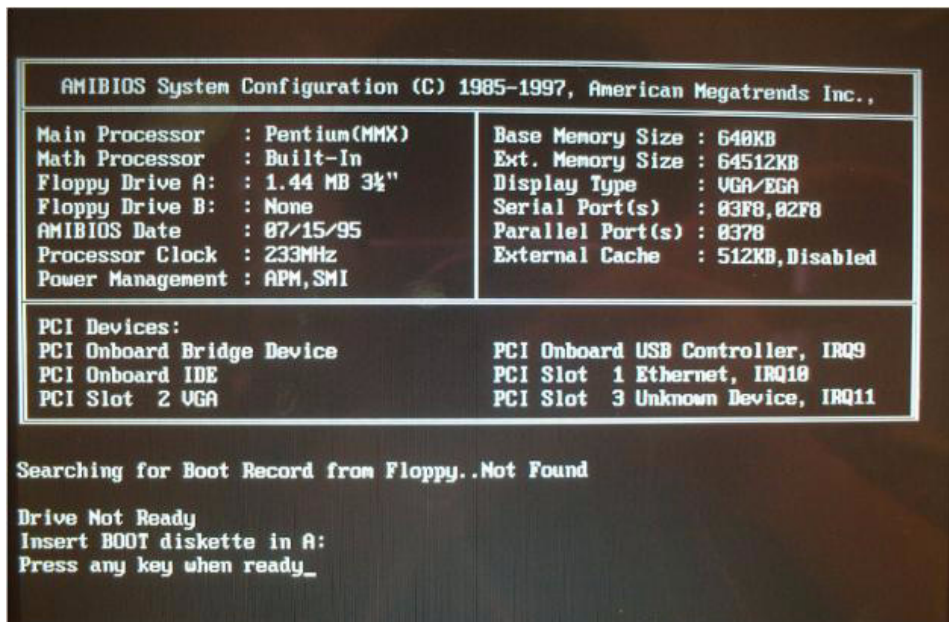 AMIBIOS System Configuration (C) 1985-1997, American Megatrends Inc.,
Main Processor : Pentium(MMX)
Math Processor : Built-In
Floppy Drive A: : 1.44 MB 3½"
Floppy Drive B: : None
AMIBIOS Date : 07/15/95
Processor Clock : 233MHz
Power Management : APM,SMI
Base Memory Size : 640KB
Ext. Memory Size : 64512KB
Display Type : VGA/EGA
Serial Port(s) : 03F8,02F8
Parallel Port(s) : 0378
External Cache : 512KB,Disabled
PCI Devices:
PCI Onboard Bridge Device
PCI Onboard IDE
PCI Slot 2 VGA
PCI Onboard USB Controller, IRQ9
PCI Slot 1 Ethernet, IRQ10
PCI Slot 3 Unknown Device, IRQ11
Searching for Boot Record from Floppy..Not Found
Drive Not Ready
Insert BOOT diskette in A:
Press any key when ready_